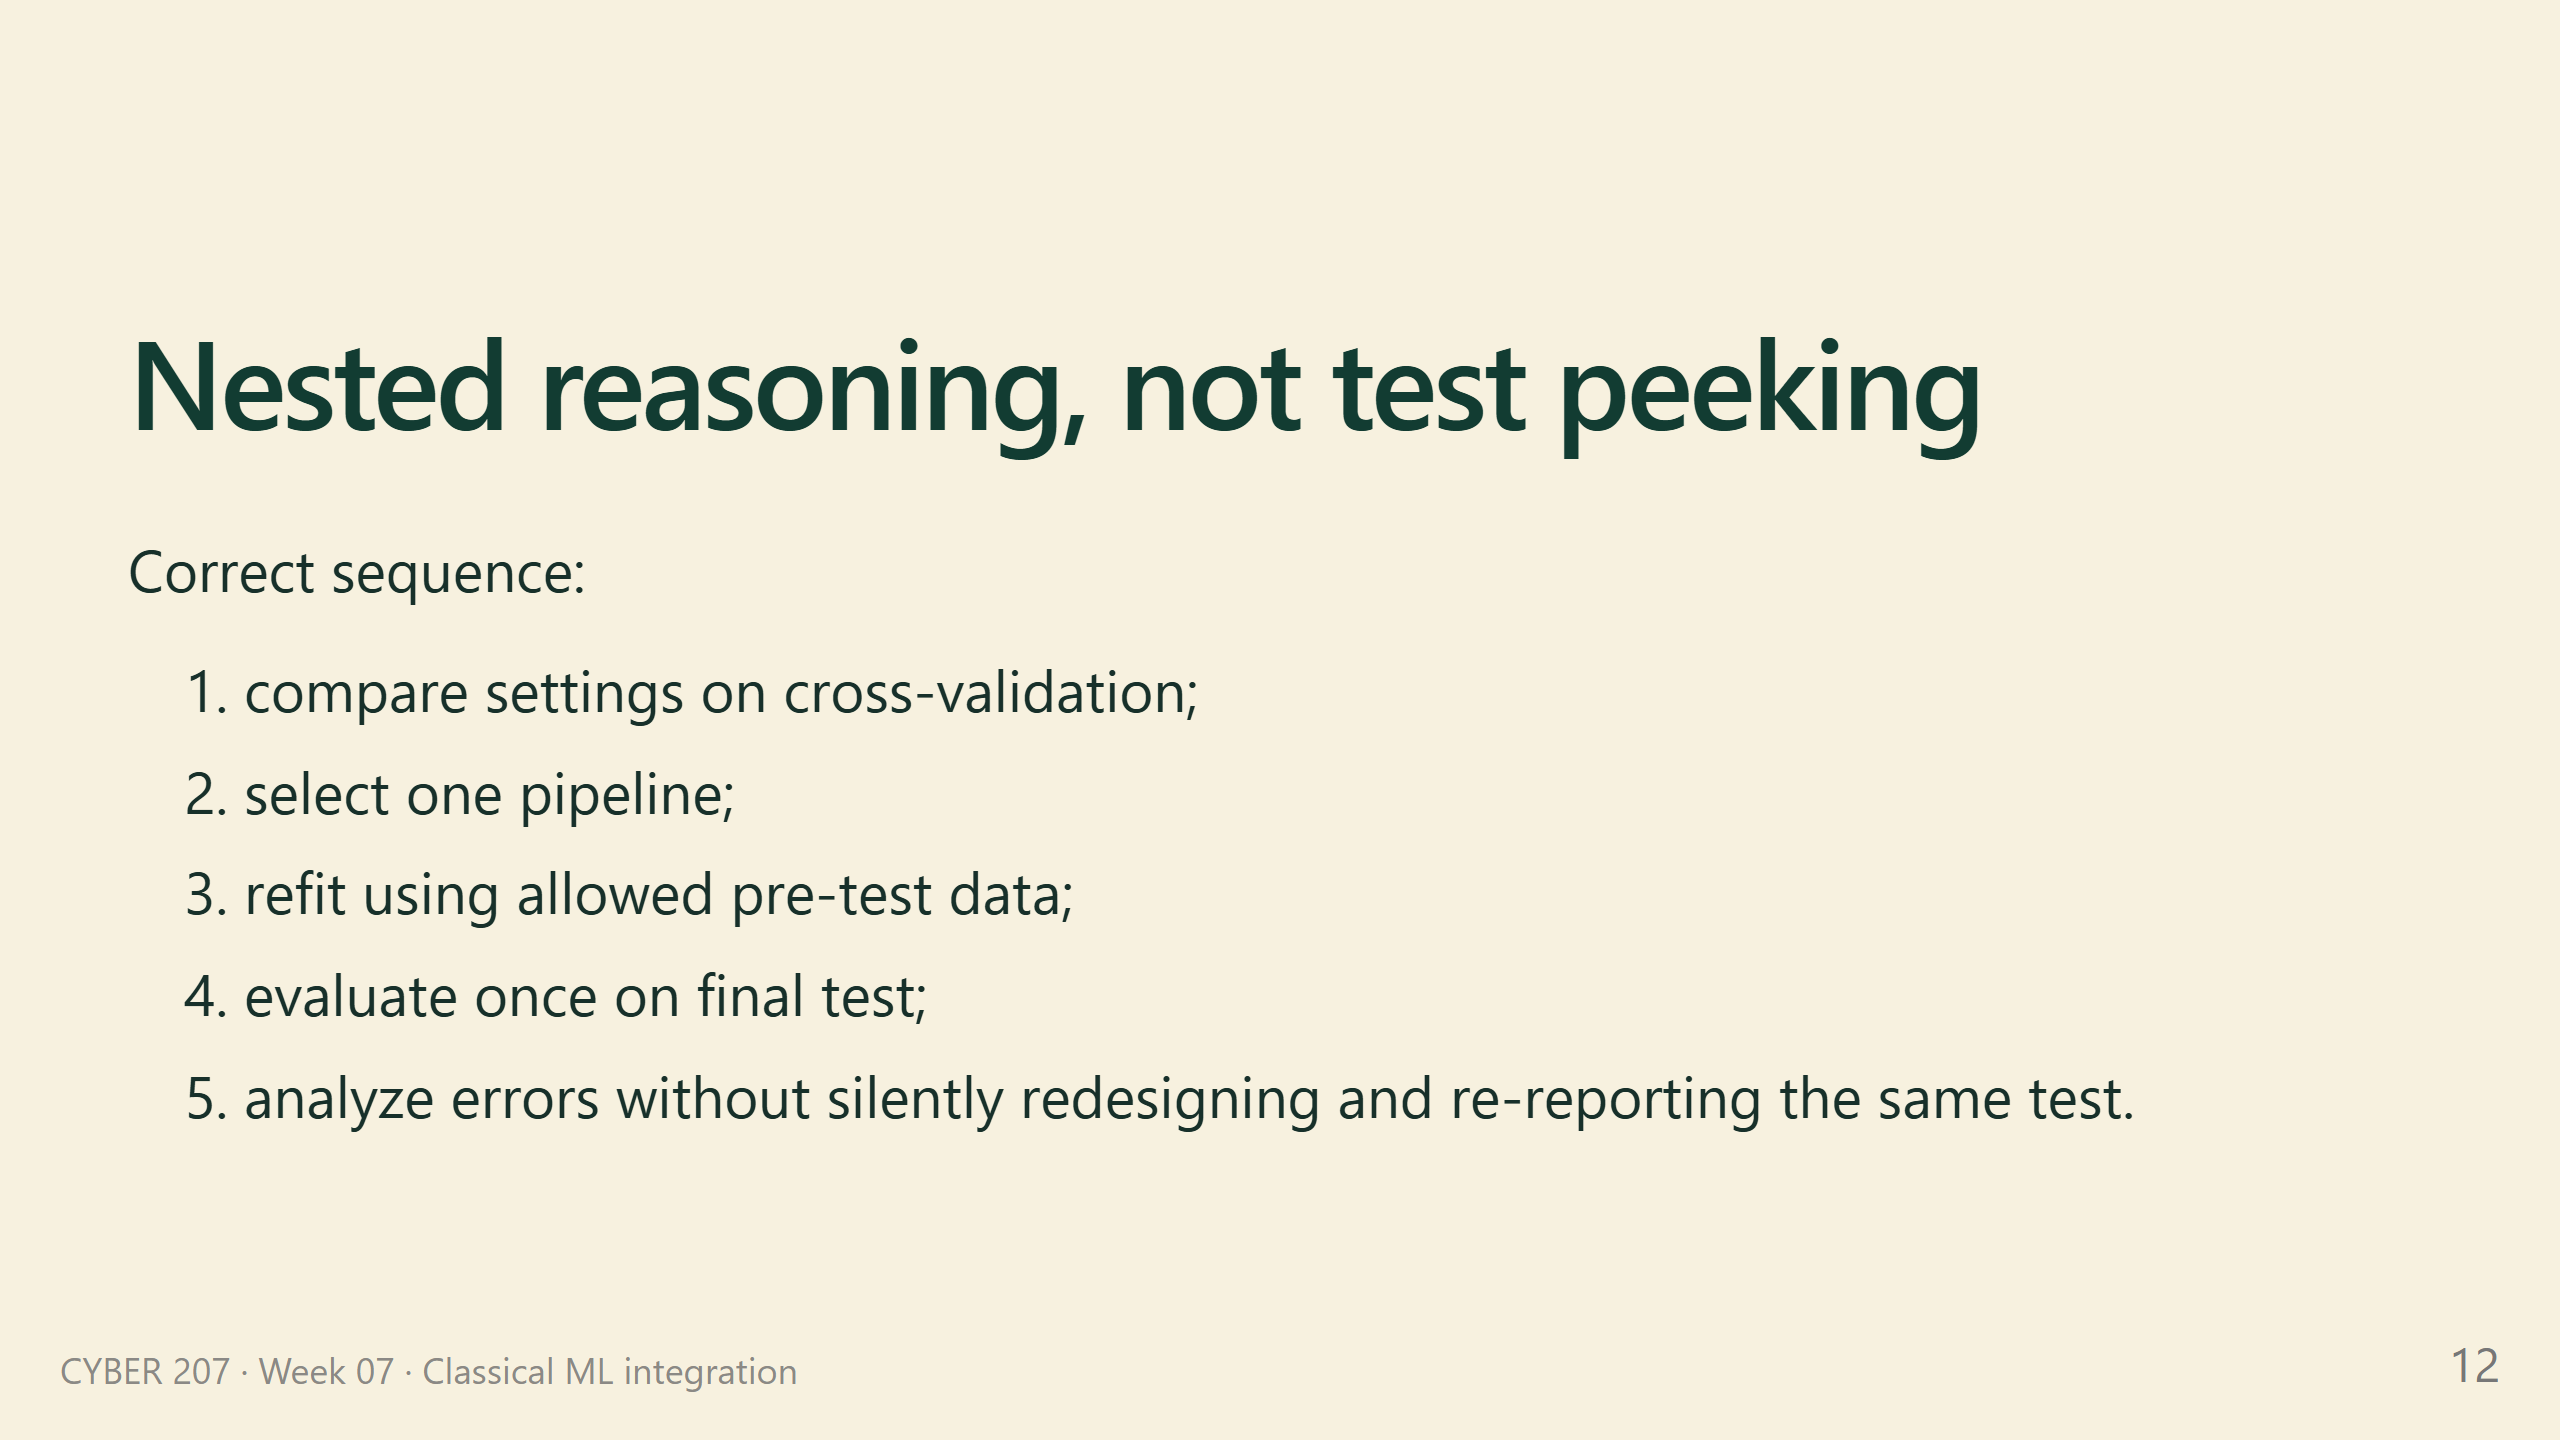 Nested reasoning, not test peeking
Correct sequence:
1. compare settings on cross-validation;
2. select one pipeline;
3. refit using allowed pre-test data;
4. evaluate once on final test;
5. analyze errors without silently redesigning and re-reporting the same test.
CYBER 207 · Week 07 · Classical ML integration
12